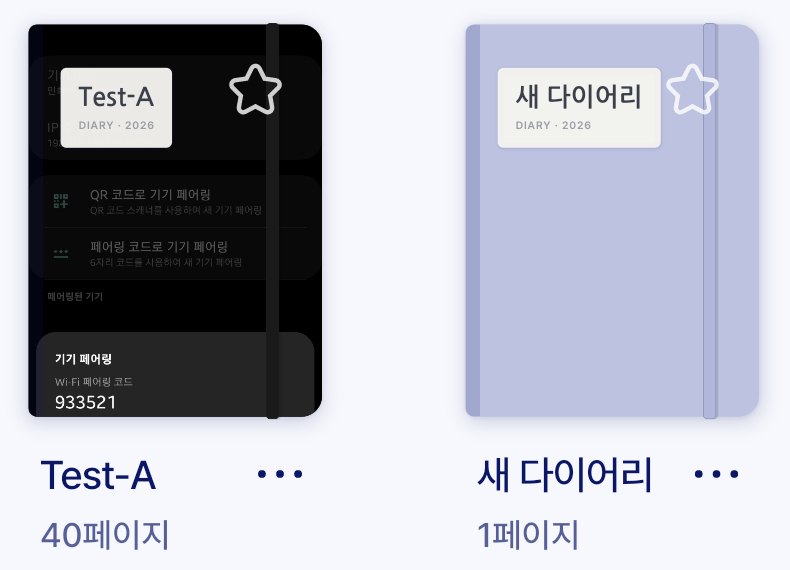 Test-A
DIARY · 2026
QR 코드로 기기 페어링
QR 코드 스캐너를 사용하여 새 기기 페어링
페어링 코드로 기기 페어링
6자리 코드를 사용하여 새 기기 페어링
페어링된 기기
기기 페어링
Wi-Fi 페어링 코드
933521
Test-A
40페이지
새 다이어리
DIARY · 2026
새 다이어리
1페이지